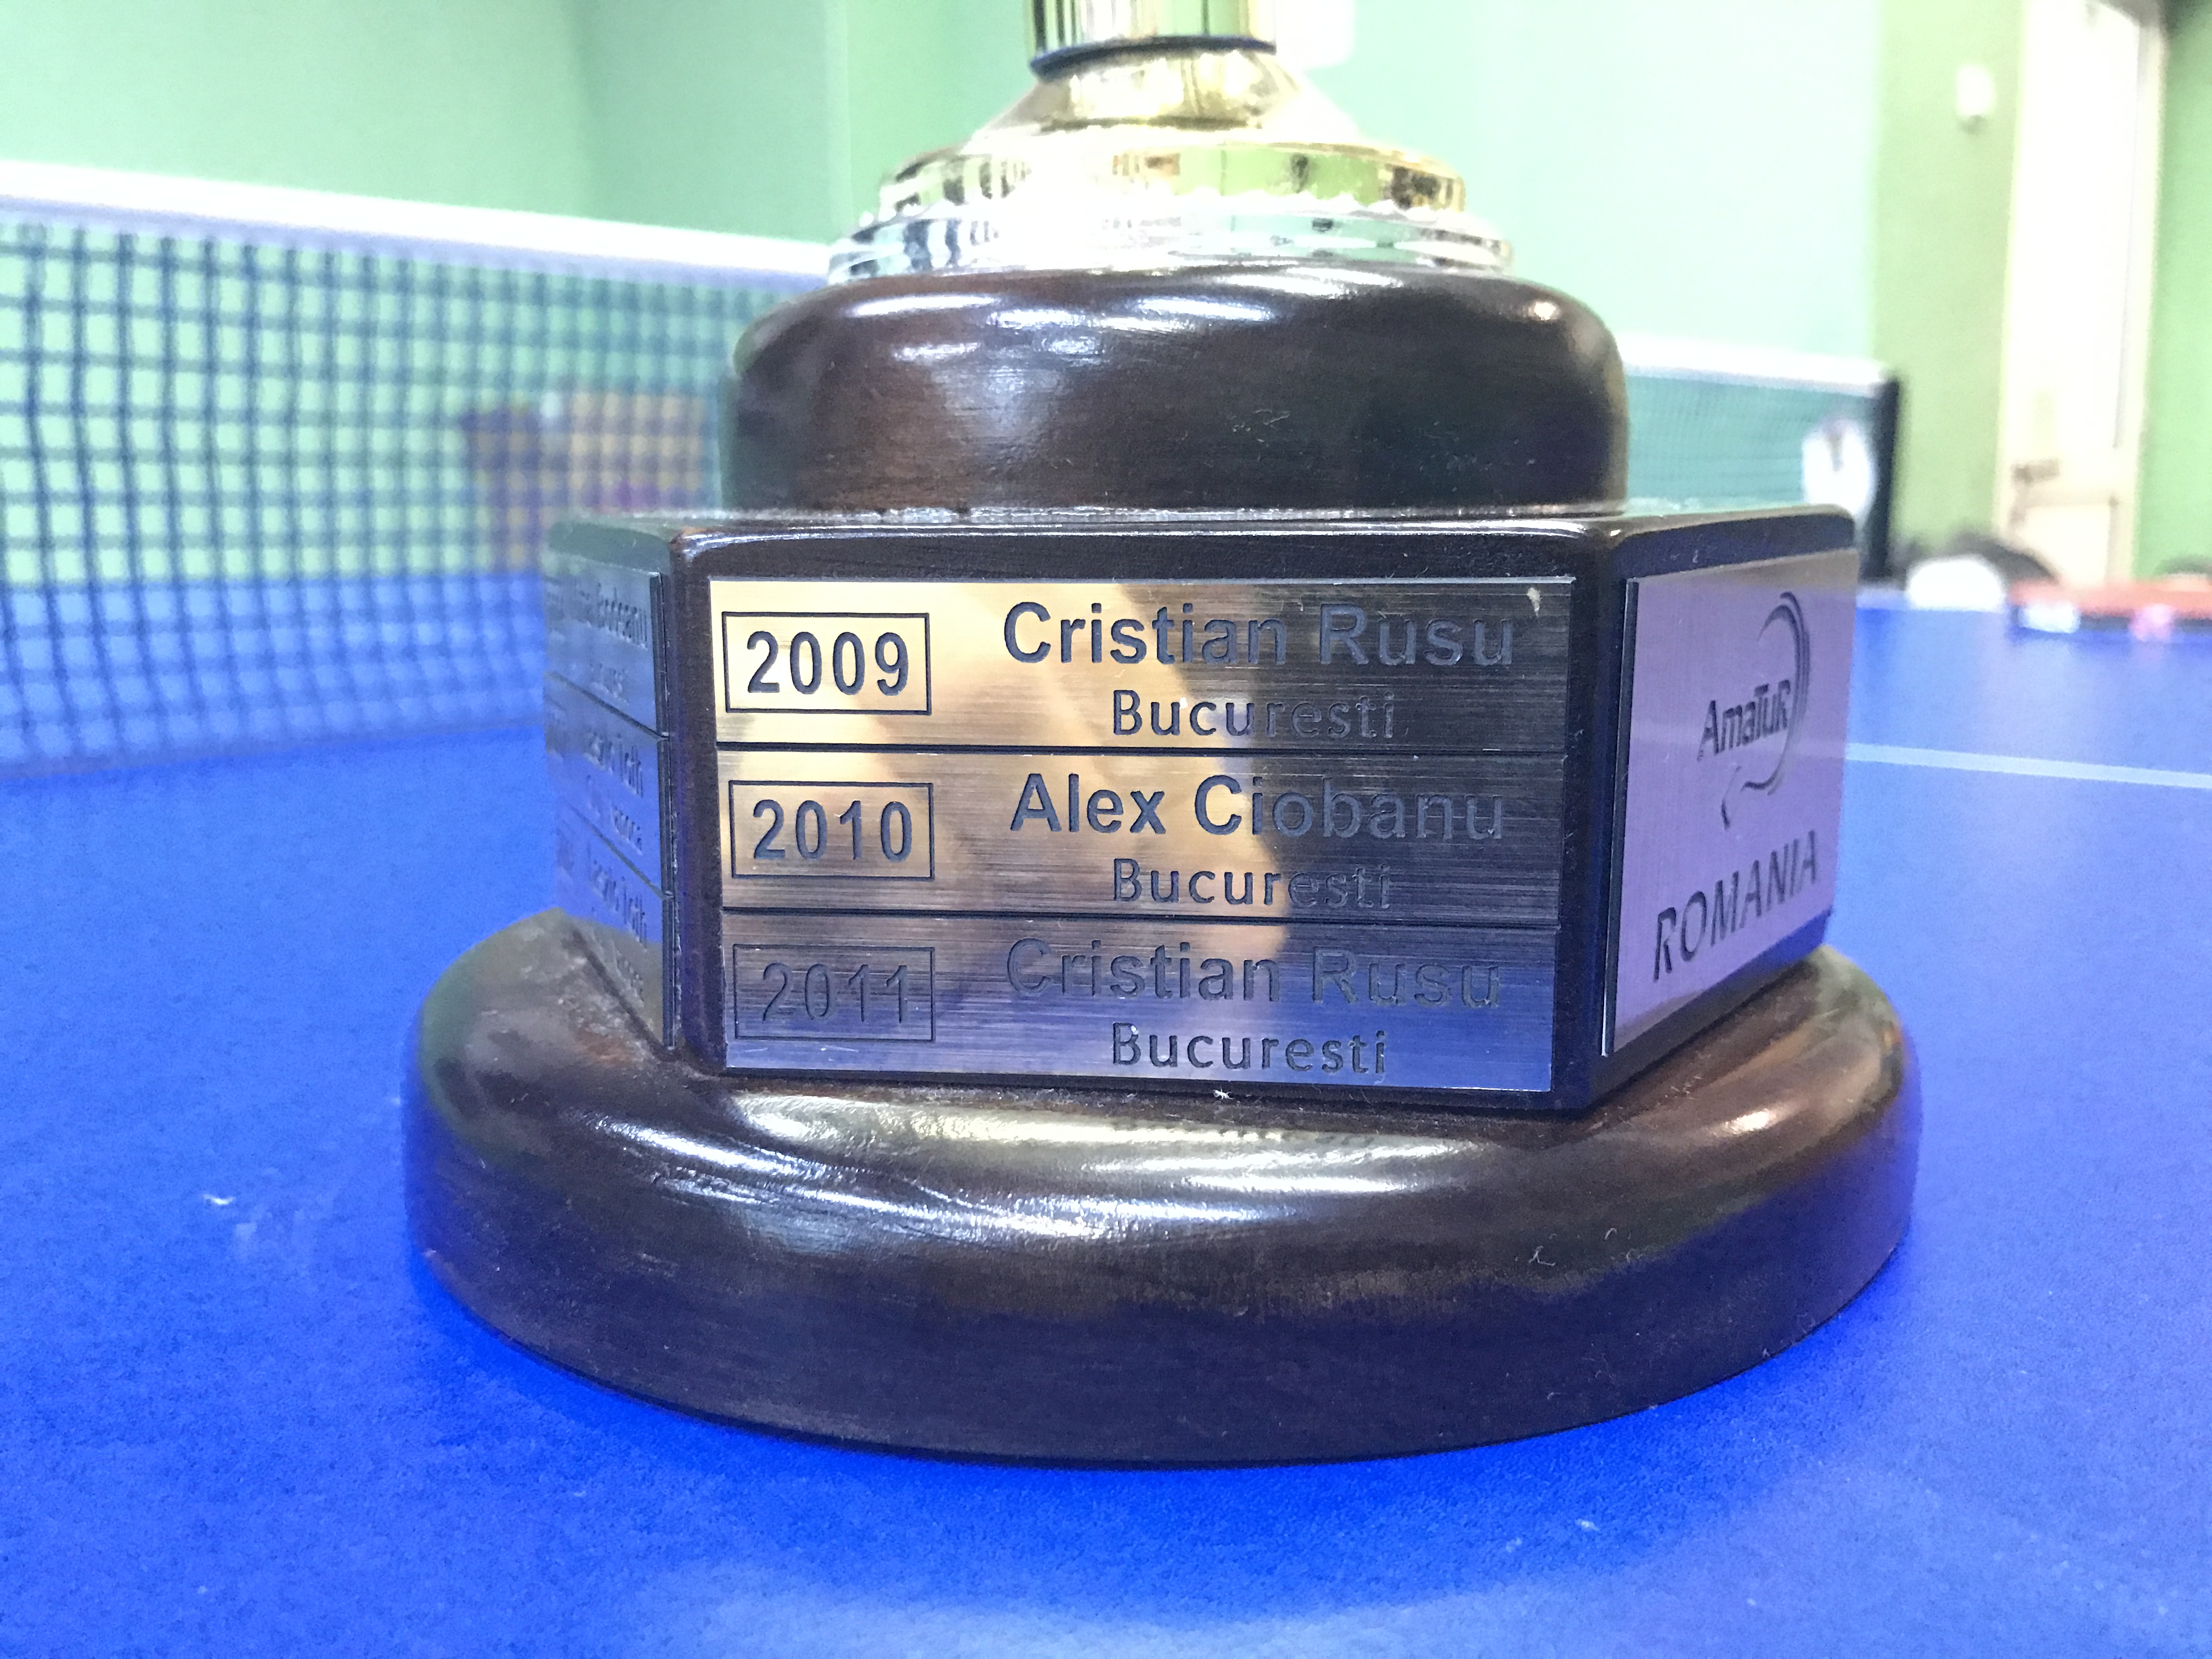 2009
Cristian Rusu
Bucuresti
2010
Alex Ciobanu
Bucuresti
2011
Cristian Rusu
Bucuresti
AmaTuR
ROMANIA